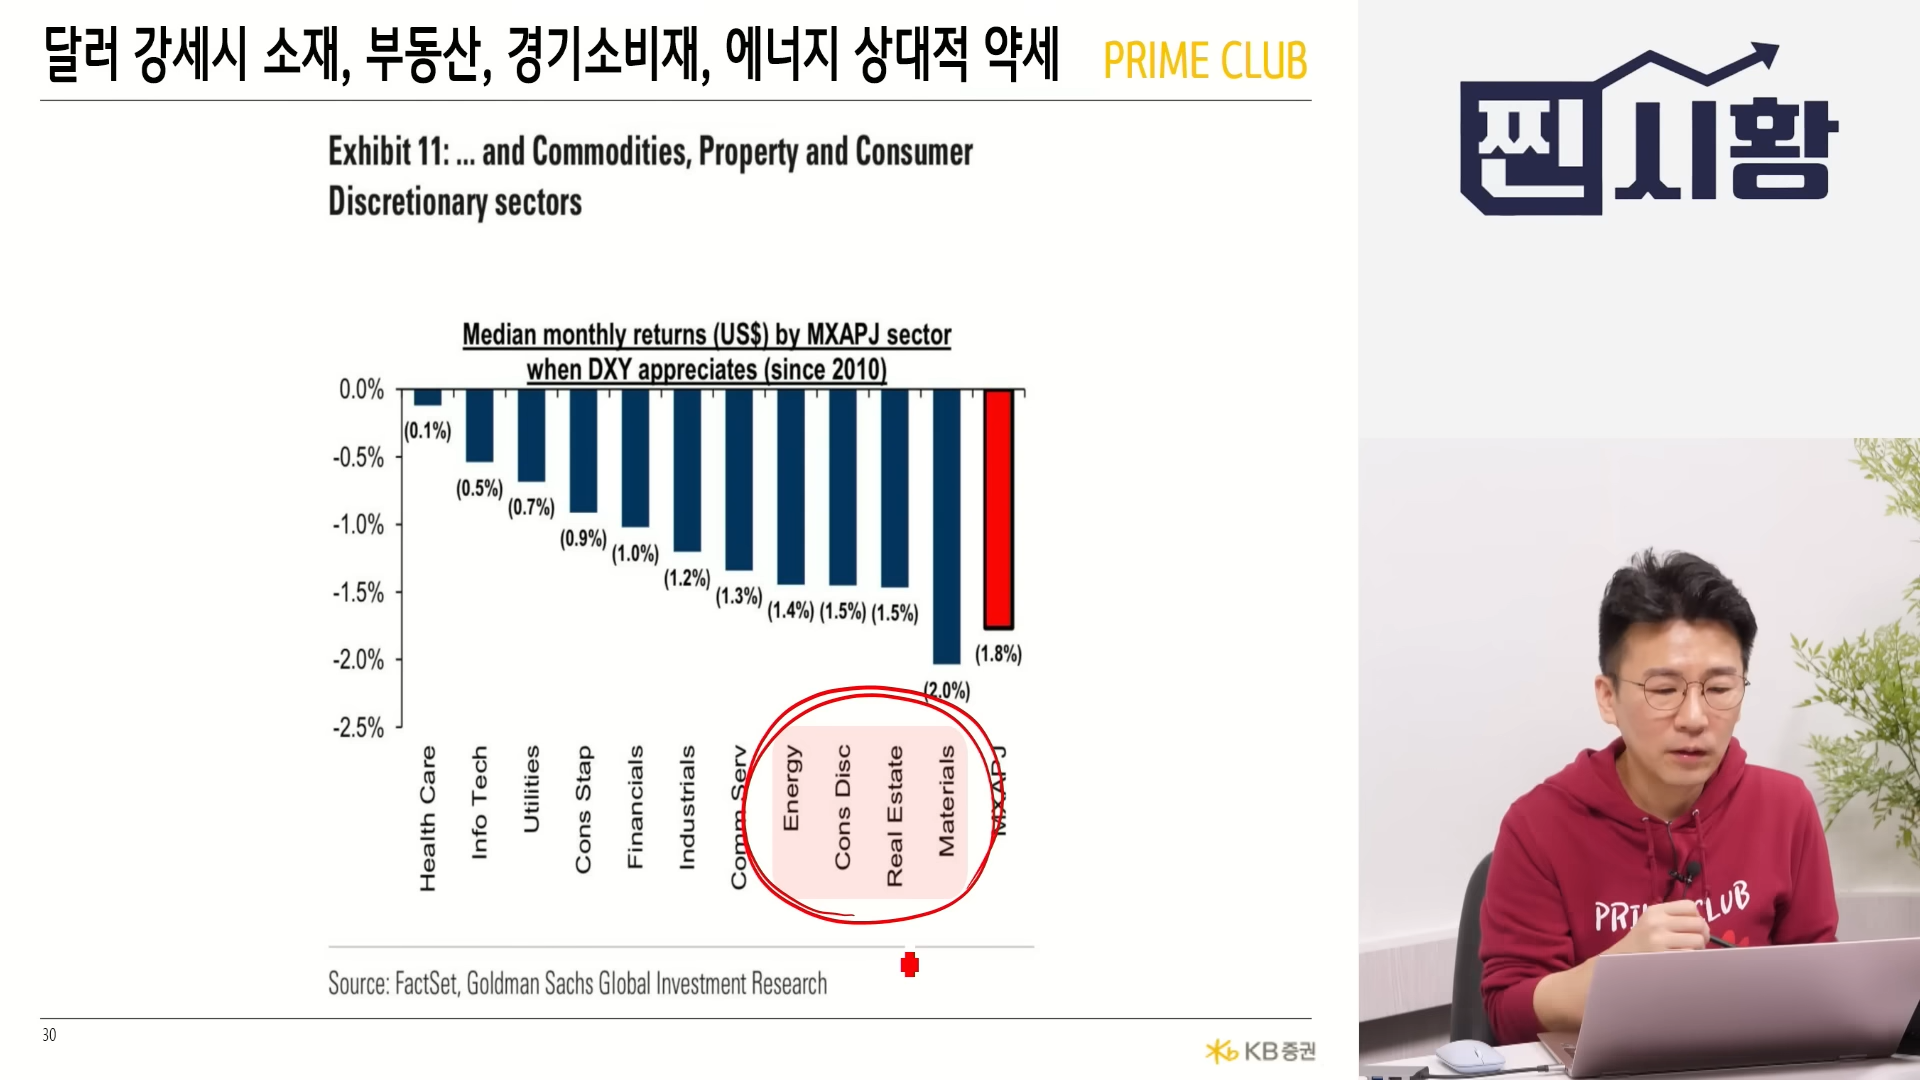 달러 강세시 소재, 부동산, 경기소비재, 에너지 상대적 약세
PRIME CLUB
Exhibit 11: ... and Commodities, Property and Consumer
Discretionary sectors
Median monthly returns (US$) by MXAPJ sector
when DXY appreciates (since 2010)
0.0%
-0.5%
-1.0%
-1.5%
-2.0%
-2.5%
(0.1%)
(0.5%)
(0.7%)
(0.9%)
(1.0%)
(1.2%)
(1.3%)
(1.4%)
(1.5%)
(1.5%)
(2.0%)
(1.8%)
Health Care
Info Tech
Utilities
Cons Stap
Financials
Industrials
Comm Serv
Energy
Cons Disc
Real Estate
Materials
MXAPJ
Source: FactSet, Goldman Sachs Global Investment Research
30
KB증권
찐시황
CLUB